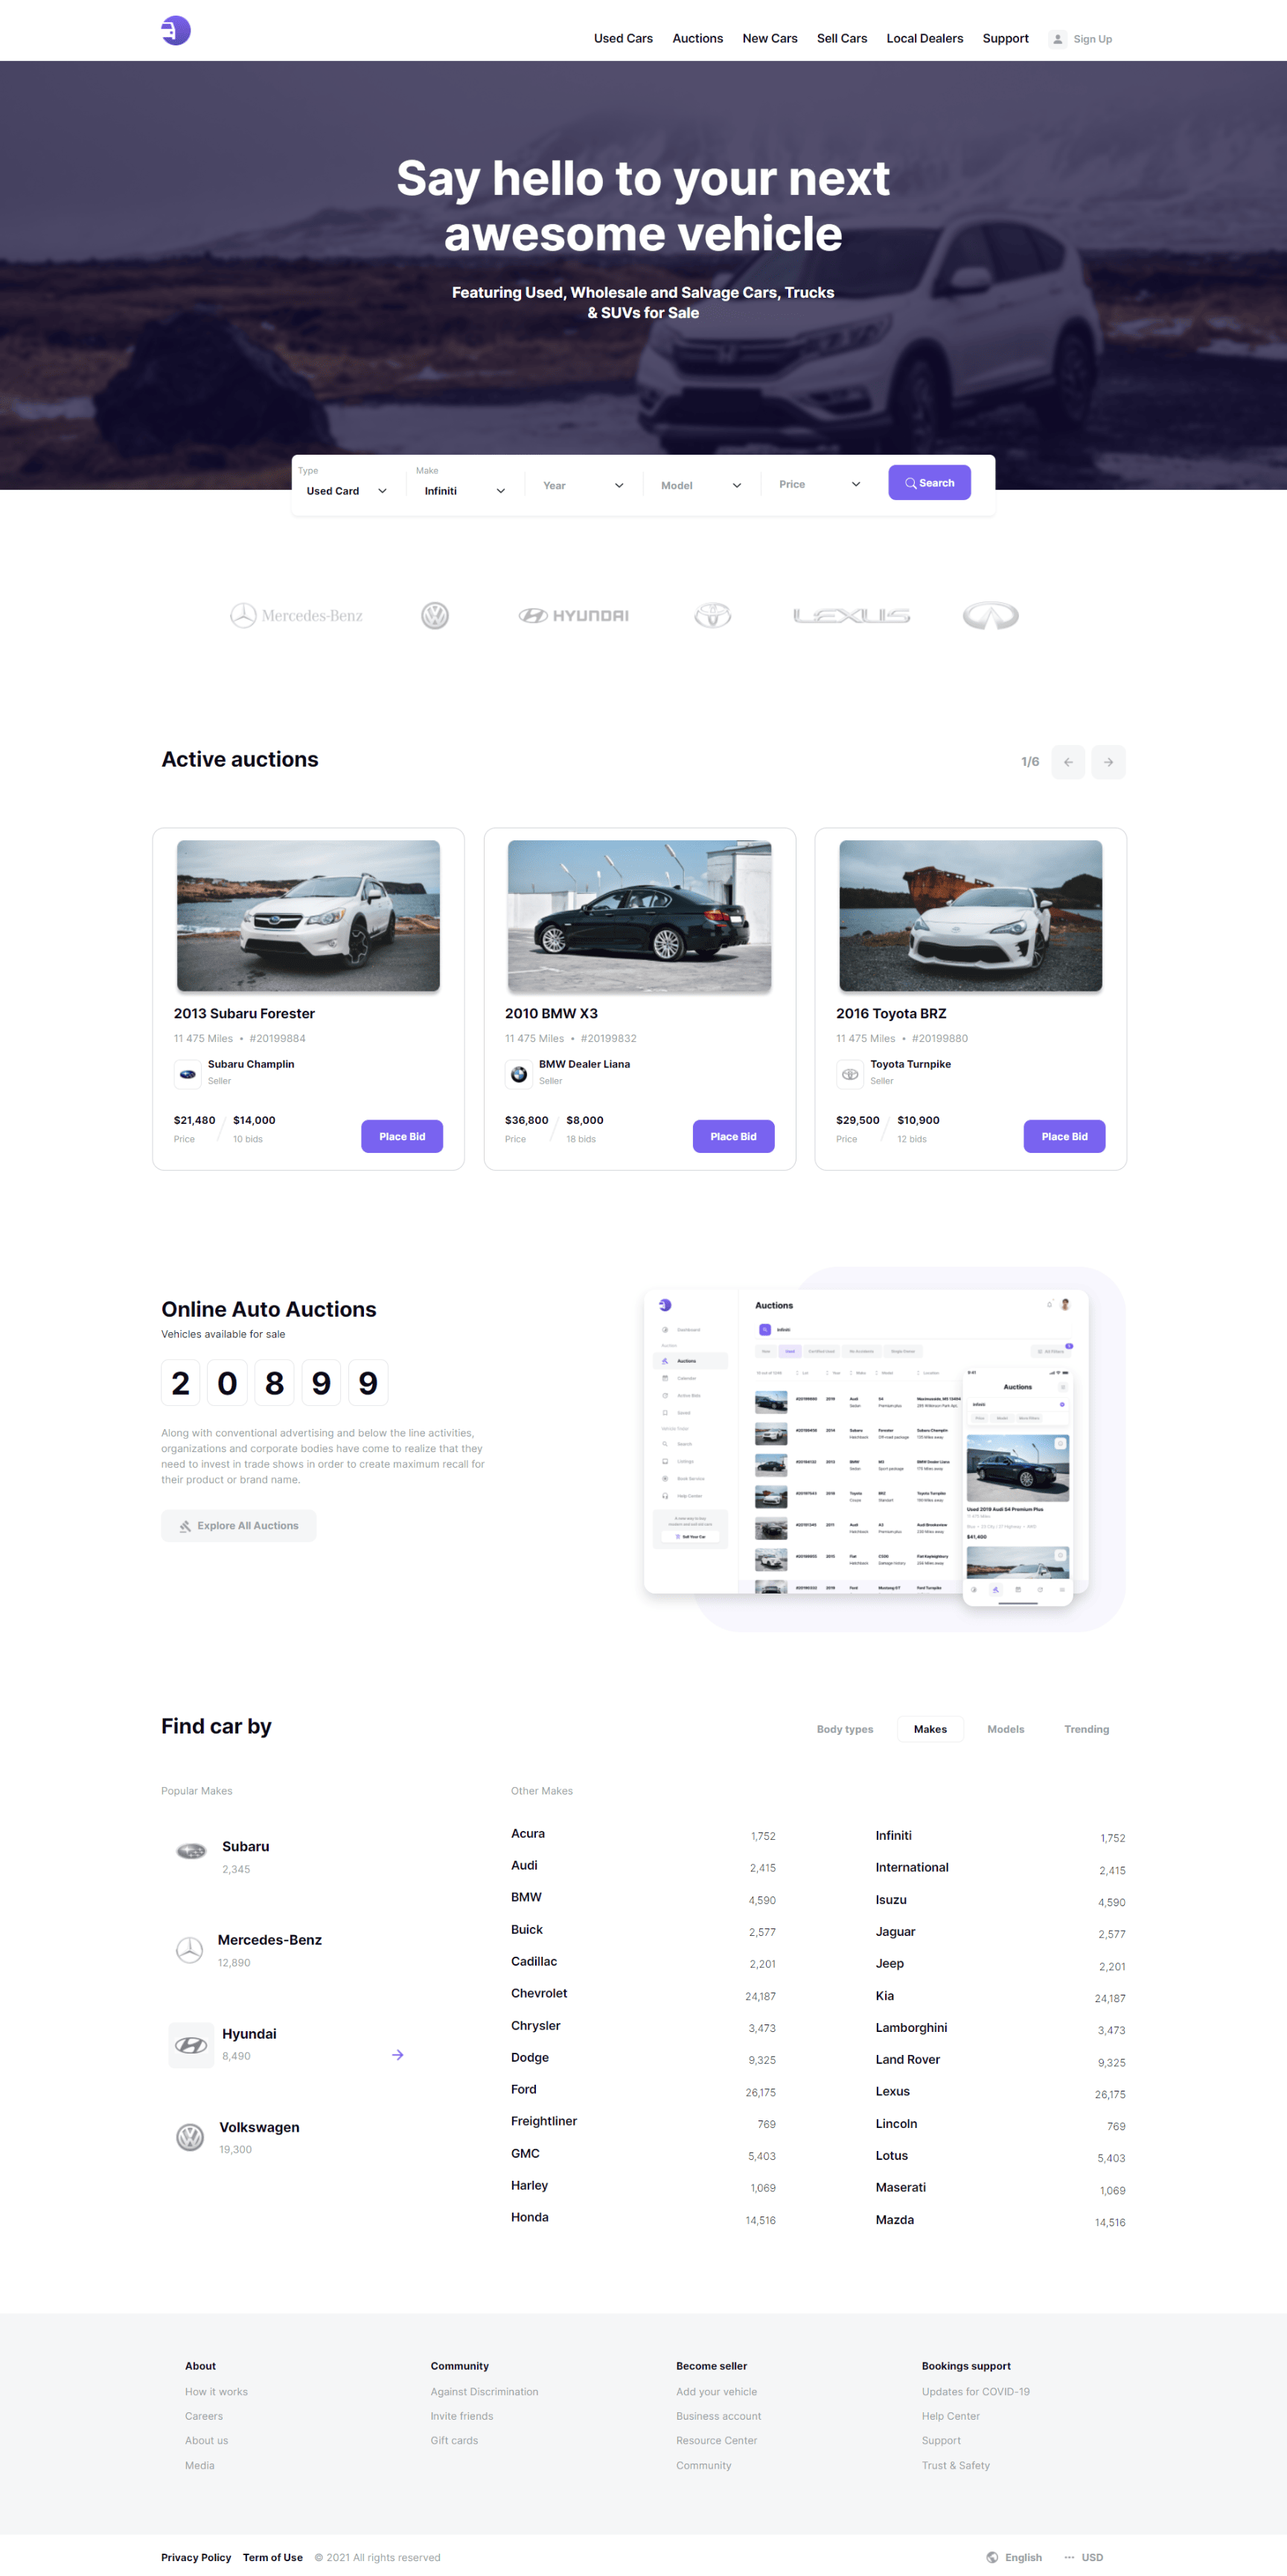 Used Cars Auctions New Cars Sell Cars Local Dealers Support Sign Up
Say hello to your next
awesome vehicle
Featuring Used, Wholesale and Salvage Cars, Trucks
& SUVs for Sale
Type
Used Card
Make
Infiniti
Year
Model
Price
Search
Mercedes-Benz
HYUNDAI
LEXUS
Active auctions
1/6
2013 Subaru Forester
11 475 Miles • #20199884
Subaru Champlin
Seller
$21,480 $14,000
Price 10 bids
Place Bid
2010 BMW X3
11 475 Miles • #20199832
BMW Dealer Liana
Seller
$36,800 $8,000
Price 18 bids
Place Bid
2016 Toyota BRZ
11 475 Miles • #20199880
Toyota Turnpike
Seller
$29,500 $10,900
Price 12 bids
Place Bid
Online Auto Auctions
Vehicles available for sale
2 0 8 9 9
Along with conventional advertising and below the line activities,
organizations and corporate bodies have come to realize that they
need to invest in trade shows in order to create maximum recall for
their product or brand name.
Explore All Auctions
Auctions
Dashboard
Auctions
Calendar
Active Bids
Saved
Search
Listings
Book Service
Help Center
Sell Your Car
Auctions
Used 2019 Audi S4 Premium Plus
$41,400
Find car by
Body types Makes Models Trending
Popular Makes
Subaru
2,345
Mercedes-Benz
12,890
Hyundai
8,490
Volkswagen
19,300
Other Makes
Acura 1,752
Audi 2,415
BMW 4,590
Buick 2,577
Cadillac 2,201
Chevrolet 24,187
Chrysler 3,473
Dodge 9,325
Ford 26,175
Freightliner 769
GMC 5,403
Harley 1,069
Honda 14,516
Infiniti 1,752
International 2,415
Isuzu 4,590
Jaguar 2,577
Jeep 2,201
Kia 24,187
Lamborghini 3,473
Land Rover 9,325
Lexus 26,175
Lincoln 769
Lotus 5,403
Maserati 1,069
Mazda 14,516
About
How it works
Careers
About us
Media
Community
Against Discrimination
Invite friends
Gift cards
Become seller
Add your vehicle
Business account
Resource Center
Community
Bookings support
Updates for COVID-19
Help Center
Support
Trust & Safety
Privacy Policy Term of Use © 2021 All rights reserved
English USD